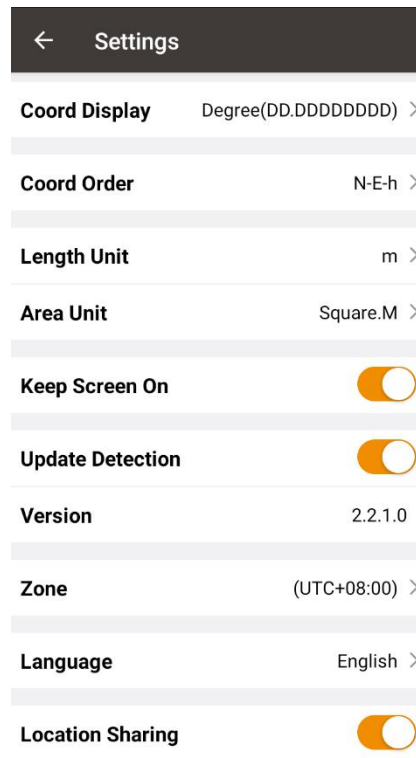 Settings
Coord Display Degree(DD.DDDDDDDD)
Coord Order N-E-h
Length Unit m
Area Unit Square.M
Keep Screen On
Update Detection
Version 2.2.1.0
Zone (UTC+08:00)
Language English
Location Sharing